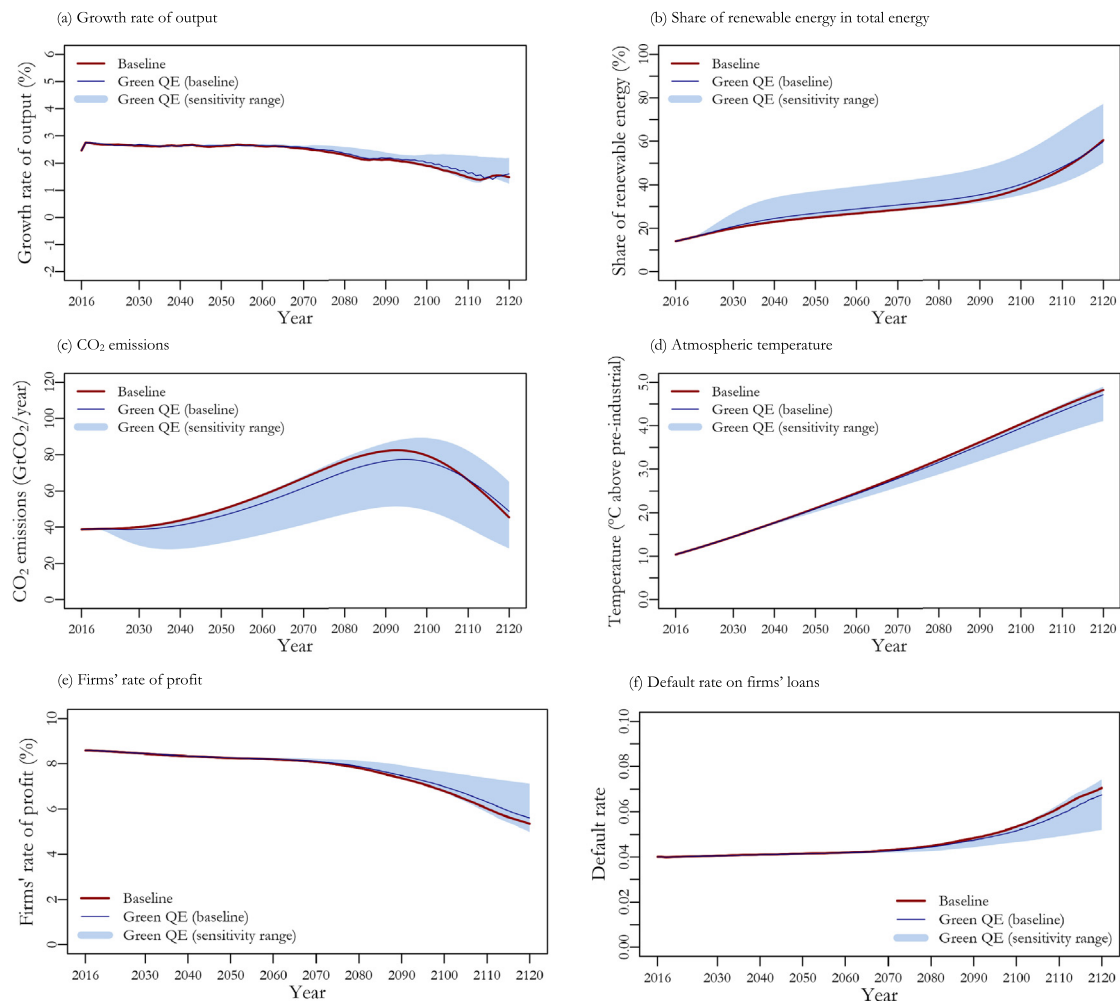 (a) Growth rate of output
Growth rate of output (%)
6
5
4
3
2
1
0
-2
Baseline
Green QE (baseline)
Green QE (sensitivity range)
2016 2030 2040 2050 2060 2070 2080 2090 2100 2110 2120
Year
(b) Share of renewable energy in total energy
Share of renewable energy (%)
100
80
60
40
20
0
Baseline
Green QE (baseline)
Green QE (sensitivity range)
2016 2030 2040 2050 2060 2070 2080 2090 2100 2110 2120
Year
(c) CO₂ emissions
CO₂ emissions (GtCO₂/year)
120
100
80
60
40
20
0
Baseline
Green QE (baseline)
Green QE (sensitivity range)
2016 2030 2040 2050 2060 2070 2080 2090 2100 2110 2120
Year
(d) Atmospheric temperature
Temperature (°C above pre-industrial)
5.0
4.0
3.0
2.0
1.0
0.0
Baseline
Green QE (baseline)
Green QE (sensitivity range)
2016 2030 2040 2050 2060 2070 2080 2090 2100 2110 2120
Year
(e) Firms’ rate of profit
Firms' rate of profit (%)
10
8
6
4
2
0
Baseline
Green QE (baseline)
Green QE (sensitivity range)
2016 2030 2040 2050 2060 2070 2080 2090 2100 2110 2120
Year
(f) Default rate on firms’ loans
Default rate
0.10
0.08
0.06
0.04
0.02
0.00
Baseline
Green QE (baseline)
Green QE (sensitivity range)
2016 2030 2040 2050 2060 2070 2080 2090 2100 2110 2120
Year